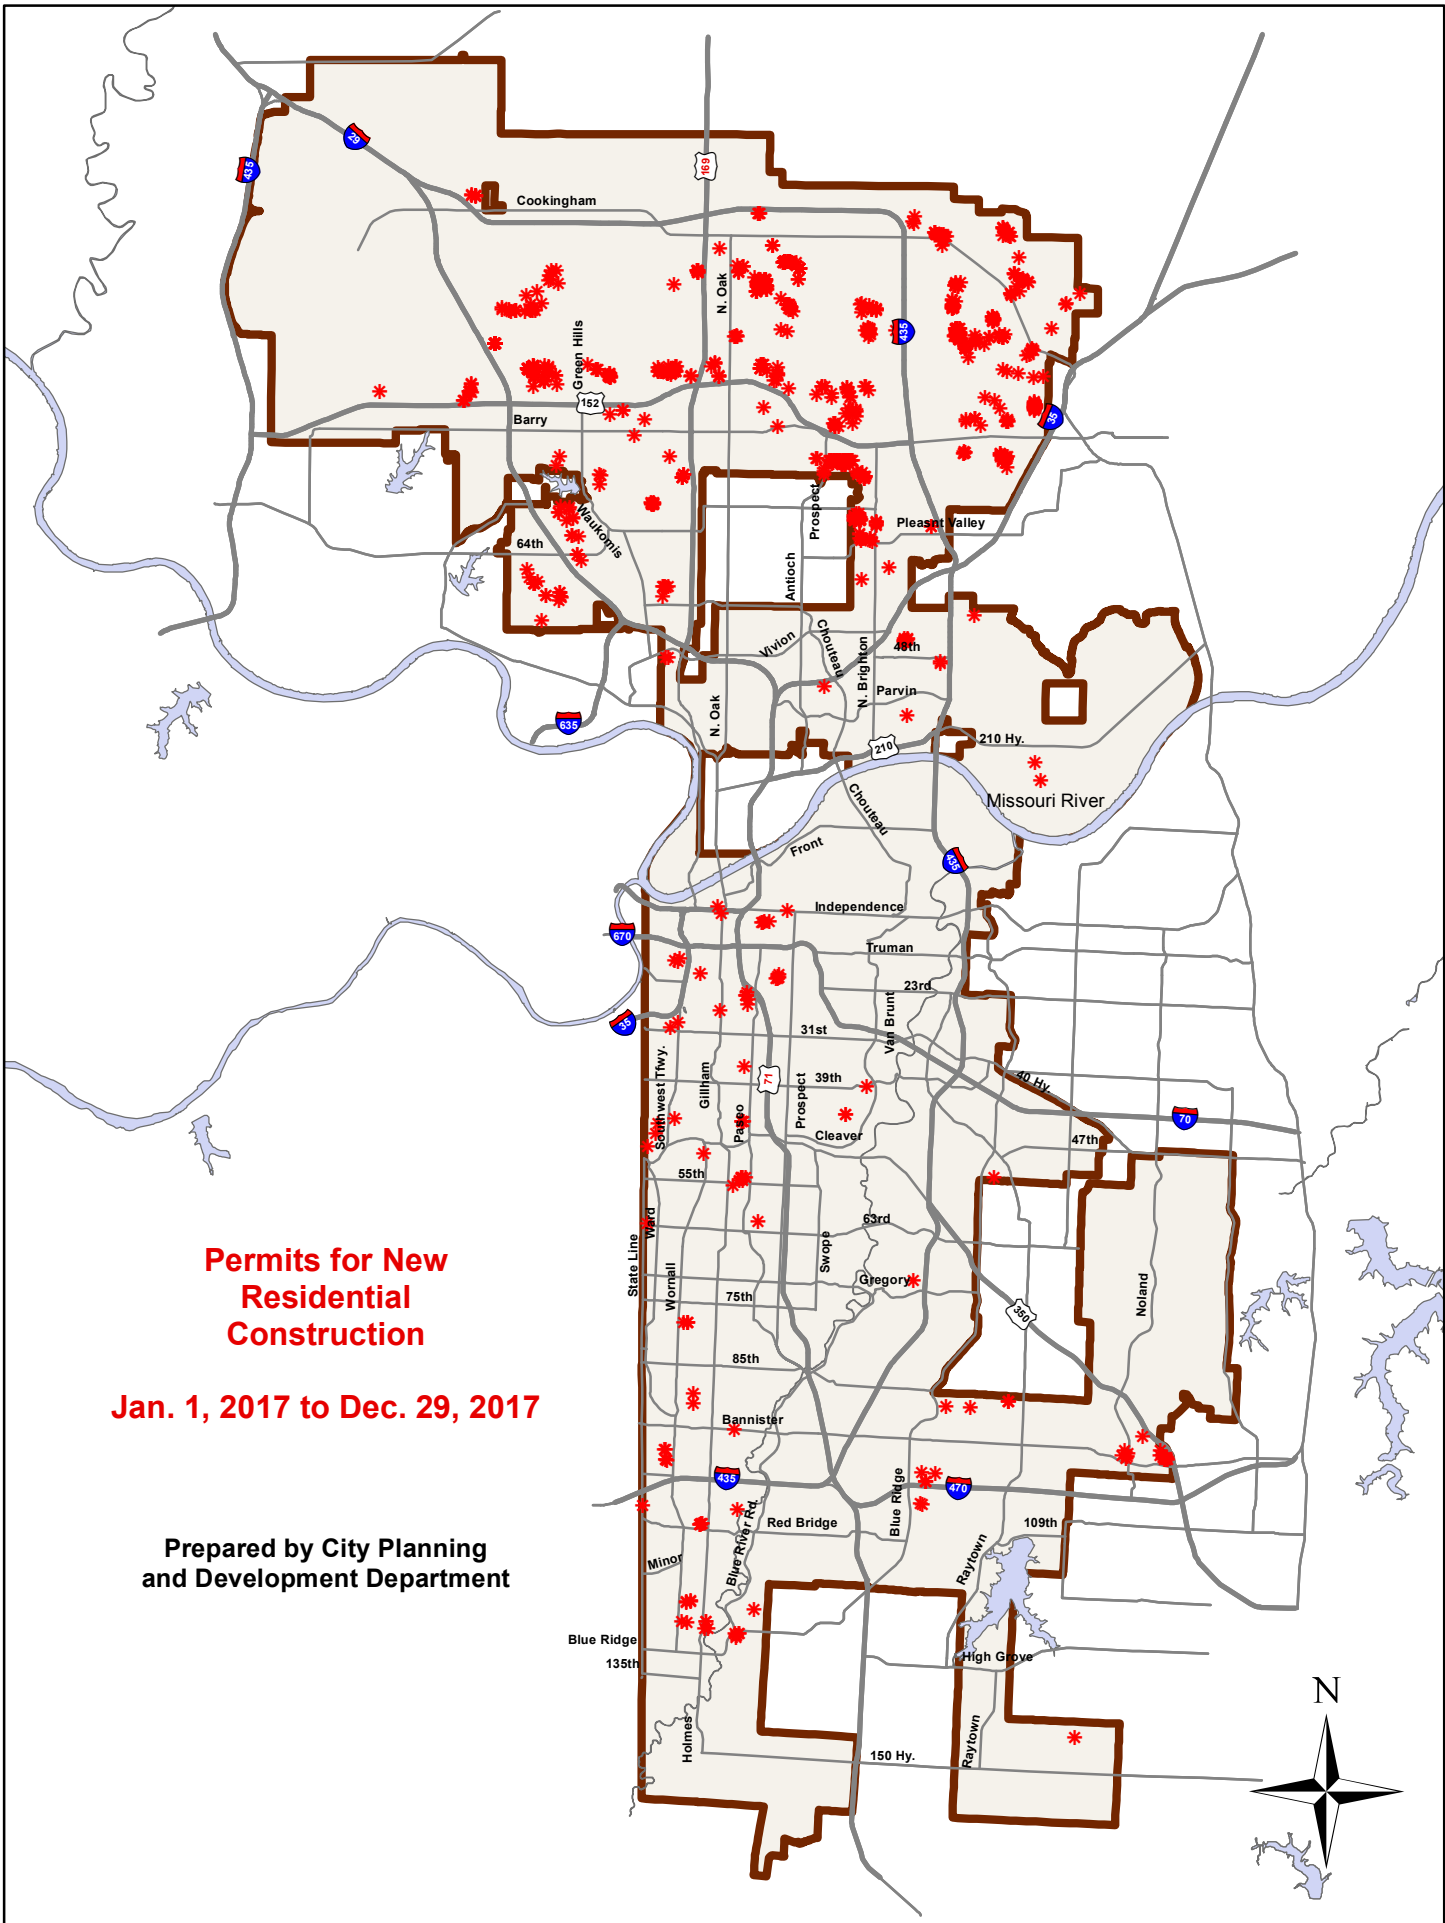 29
435
169
Cookingham
N. Oak
435
Green Hills
152
35
Barry
Prospect
Waukomis
Pleasnt Valley
64th
Antioch
Vivion
Chouteau
48th
N. Brighton
Parvin
N. Oak
635
210
210 Hy.
Missouri River
Chouteau
Front
435
Independence
670
Truman
23rd
Van Brunt
35
31st
Southwest Tfwy.
Gillham
71
39th
40 Hy.
Prospect
Paseo
70
Cleaver
47th
55th
Ward
63rd
State Line
Swope
Wornall
Gregory
75th
Noland
350
85th
Permits for New
Residential
Construction
Jan. 1, 2017 to Dec. 29, 2017
Bannister
435
470
Blue Ridge
Red Bridge
109th
Blue River Rd.
Raytown
Prepared by City Planning
and Development Department
Minor
Blue Ridge
135th
High Grove
N
Holmes
Raytown
150 Hy.